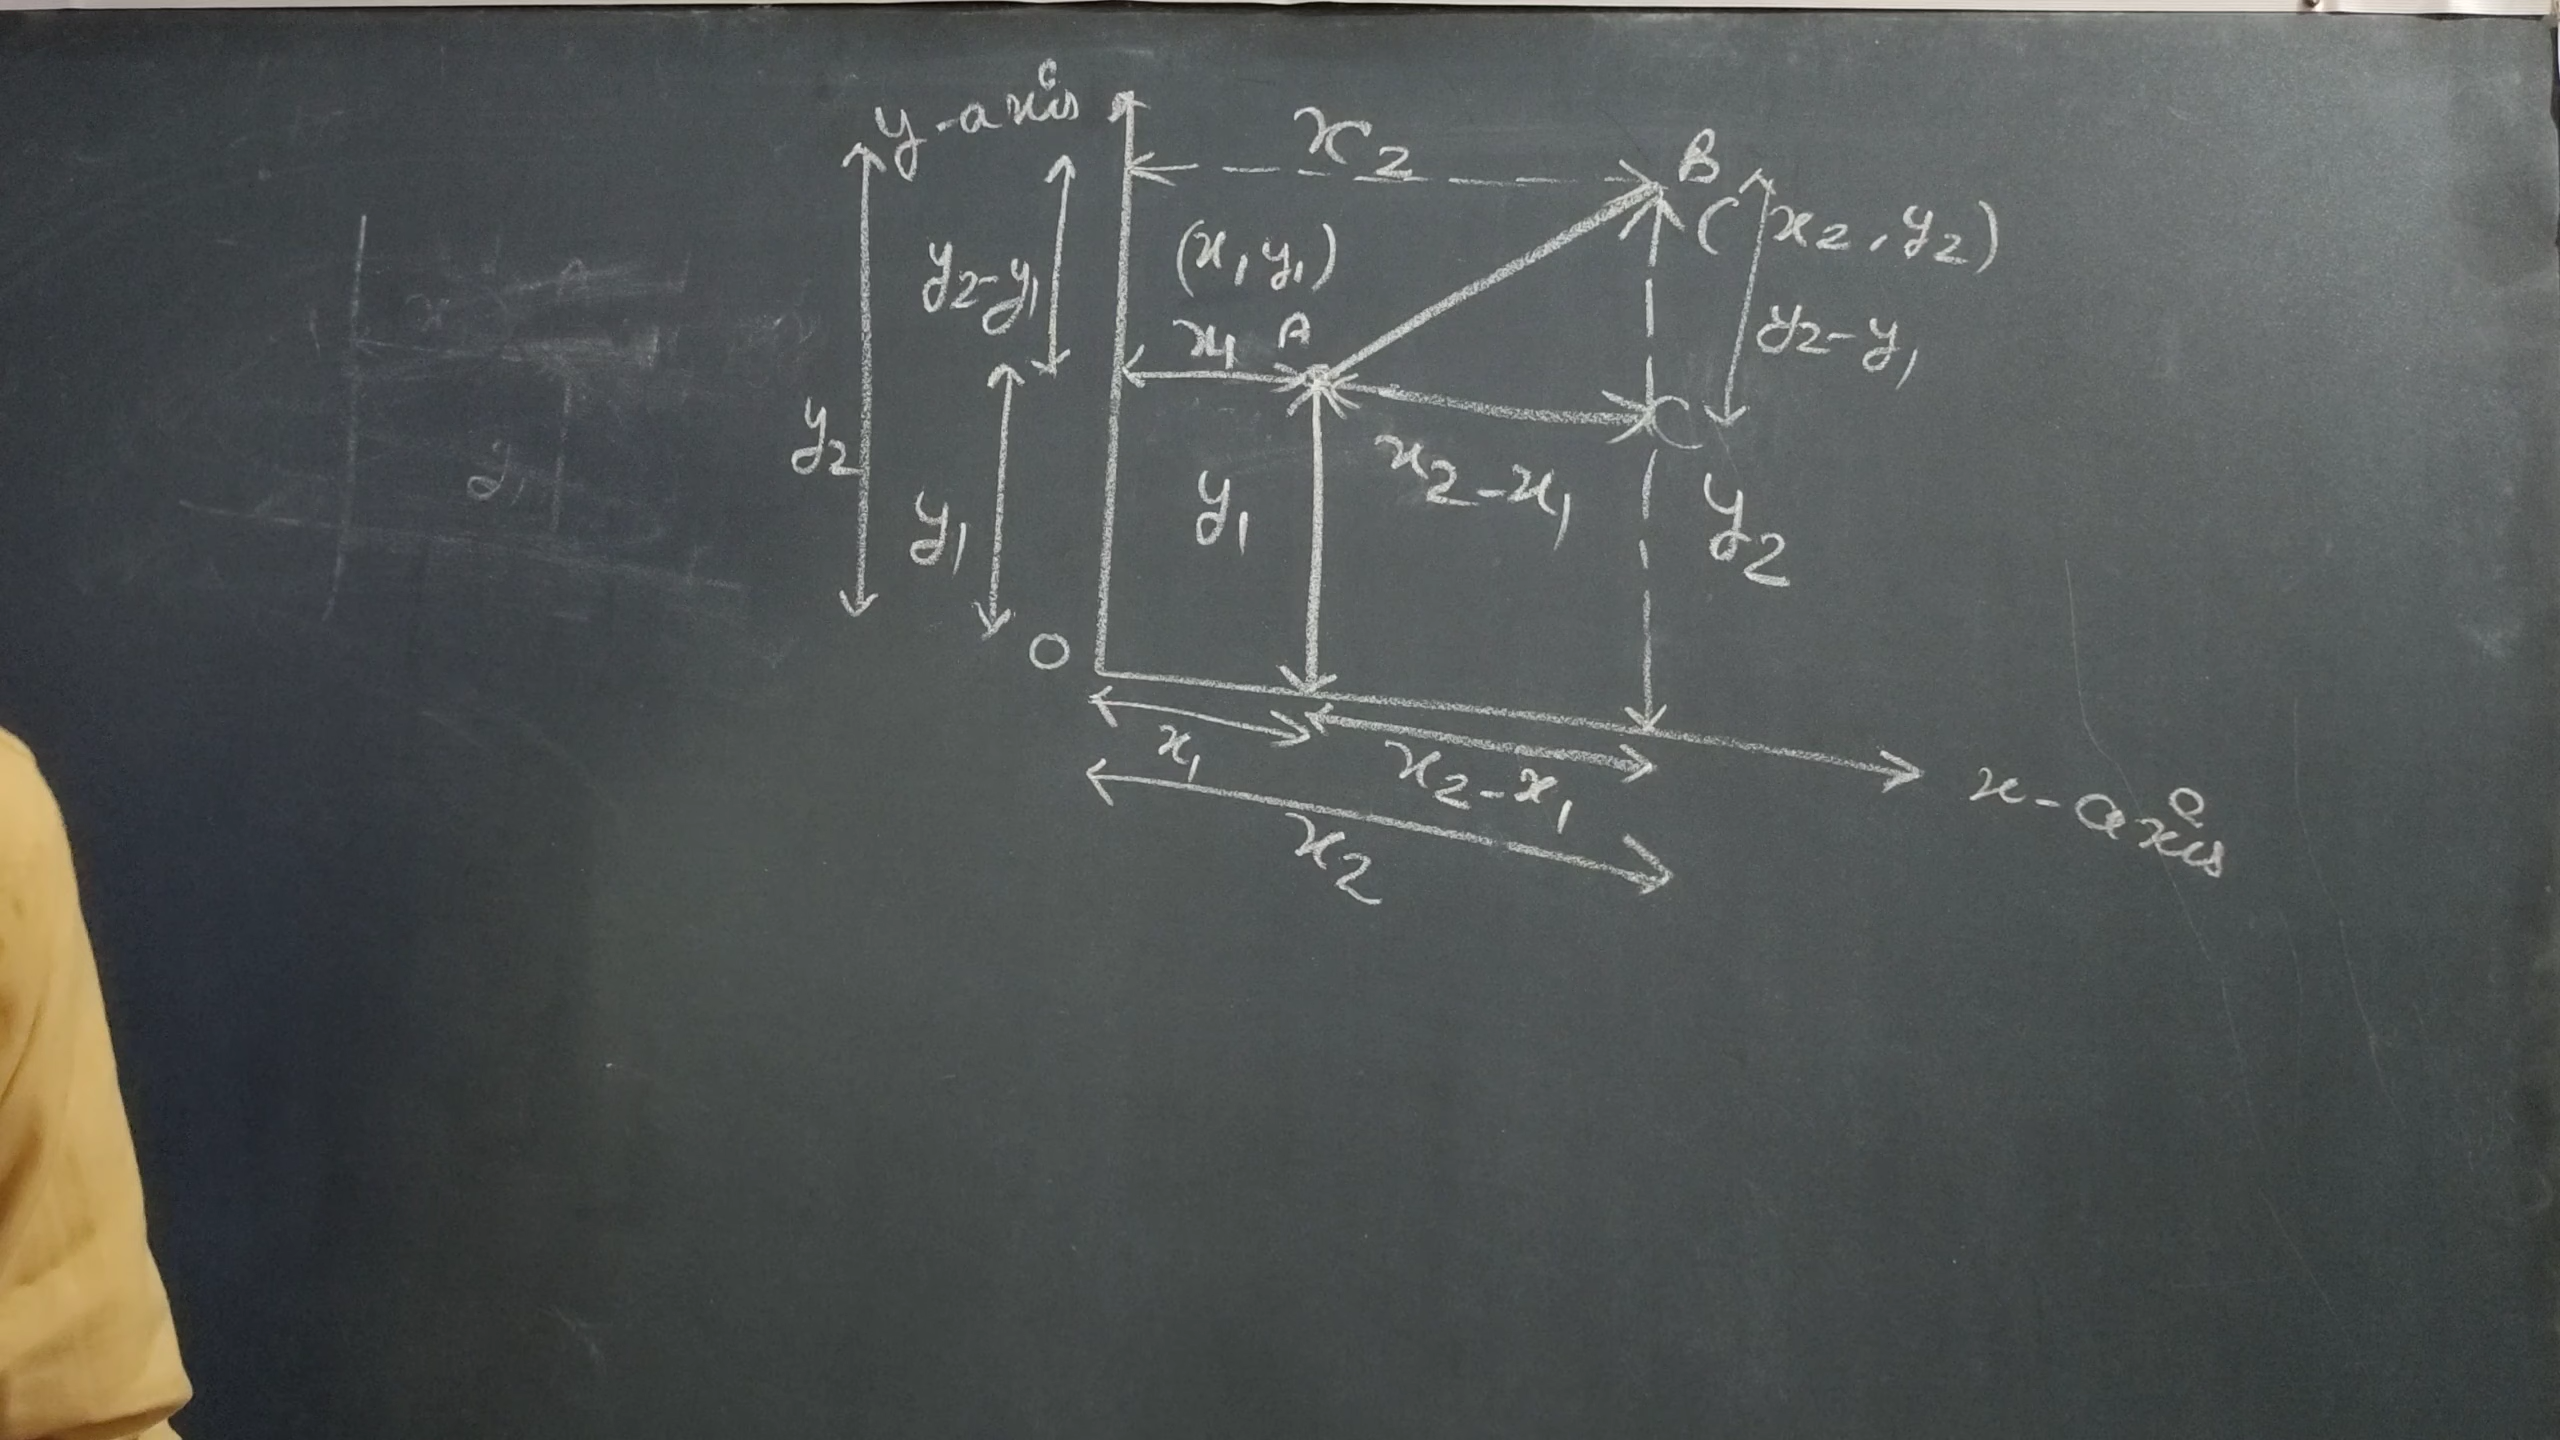 y-axis
x2
B
(x2, y2)
(x1 y1)
y2-y1
x1 A
y2-y1
C
y2
y1
y1
x2-x1
y2
O
x1
x2-x1
x2
x-axis
y1